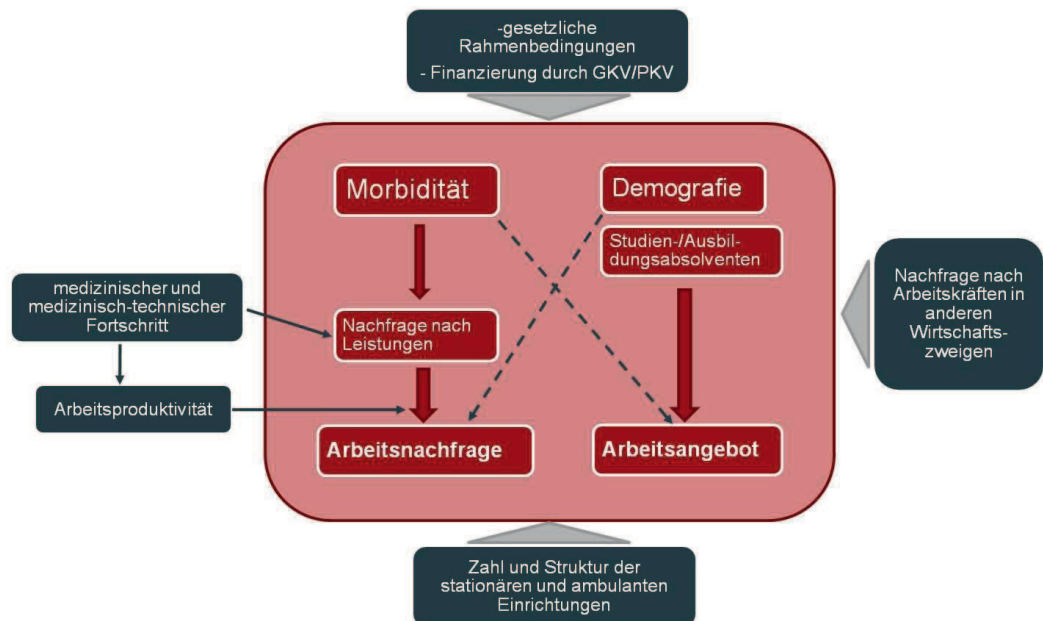 -gesetzliche
Rahmenbedingungen
- Finanzierung durch GKV/PKV
Morbidität
Demografie
Studien-/Ausbil-
dungsabsolventen
medizinischer und
medizinisch-technischer
Fortschritt
Nachfrage nach
Leistungen
Nachfrage nach
Arbeitskräften in
anderen
Wirtschafts-
zweigen
Arbeitsproduktivität
Arbeitsnachfrage
Arbeitsangebot
Zahl und Struktur der
stationären und ambulanten
Einrichtungen